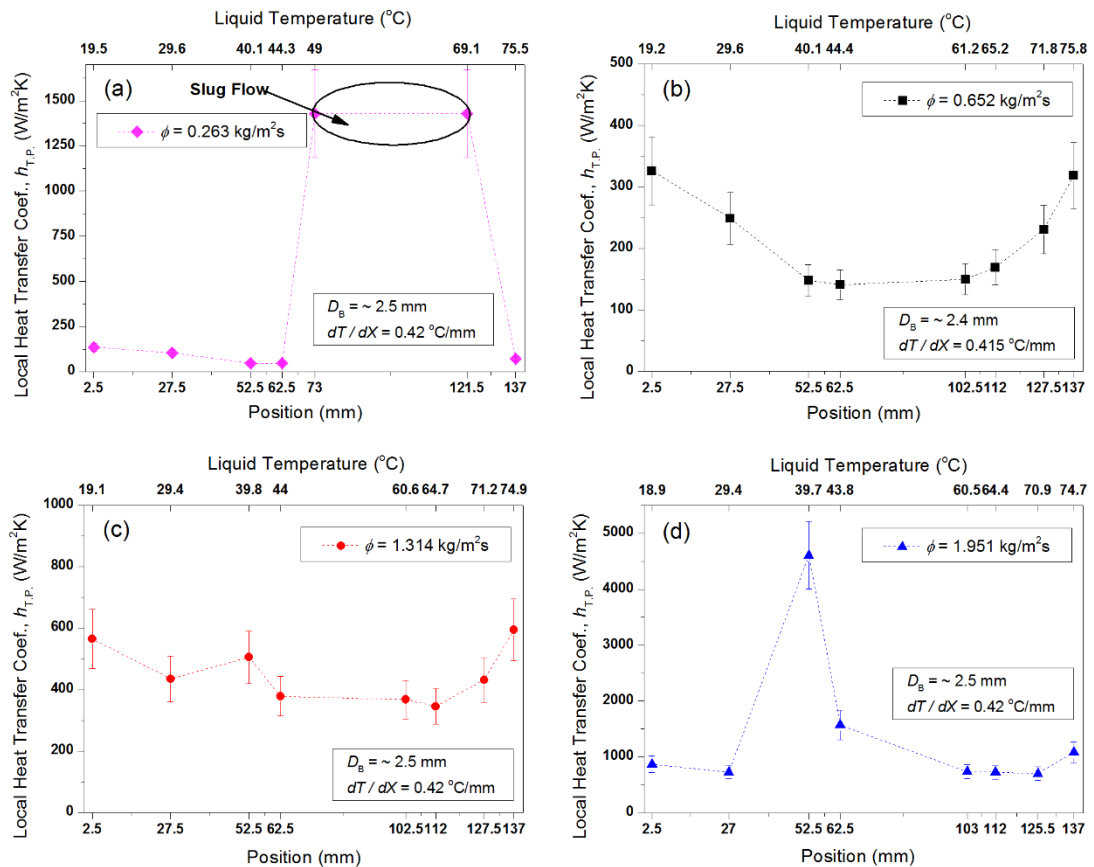 Liquid Temperature (°C)
19.5 29.6 40.1 44.3 49 69.1 75.5
(a)
Slug Flow
ϕ = 0.263 kg/m²s
1500
1250
1000
750
500
250
0
Local Heat Transfer Coef., h_T.P. (W/m²K)
D_B = ~ 2.5 mm
dT / dX = 0.42 °C/mm
2.5 27.5 52.5 62.5 73 121.5 137
Position (mm)
Liquid Temperature (°C)
19.2 29.6 40.1 44.4 61.2 65.2 71.8 75.8
(b)
ϕ = 0.652 kg/m²s
500
400
300
200
100
0
Local Heat Transfer Coef., h_T.P. (W/m²K)
D_B = ~ 2.4 mm
dT / dX = 0.415 °C/mm
2.5 27.5 52.5 62.5 102.5 112 127.5 137
Position (mm)
Liquid Temperature (°C)
19.1 29.4 39.8 44 60.6 64.7 71.2 74.9
(c)
ϕ = 1.314 kg/m²s
1000
800
600
400
200
0
Local Heat Transfer Coef., h_T.P. (W/m²K)
D_B = ~ 2.5 mm
dT / dX = 0.42 °C/mm
2.5 27.5 52.5 62.5 102.5 112 127.5 137
Position (mm)
Liquid Temperature (°C)
18.9 29.4 39.7 43.8 60.5 64.4 70.9 74.7
(d)
ϕ = 1.951 kg/m²s
5000
4000
3000
2000
1000
0
Local Heat Transfer Coef., h_T.P. (W/m²K)
D_B = ~ 2.5 mm
dT / dX = 0.42 °C/mm
2.5 27 52.5 62.5 103 112 125.5 137
Position (mm)